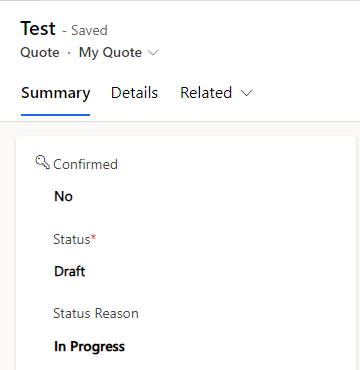 Test - Saved
Quote · My Quote
Summary Details Related
Confirmed
No
Status*
Draft
Status Reason
In Progress